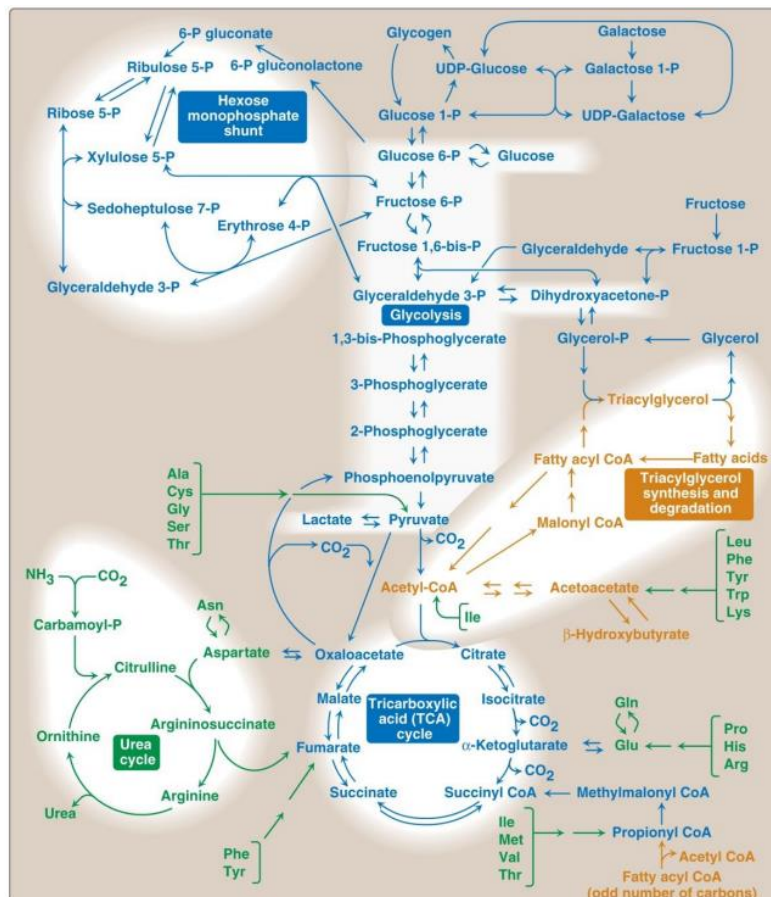 6-P gluconate
Ribulose 5-P
6-P gluconolactone
Ribose 5-P
Hexose
monophosphate
shunt
Xylulose 5-P
Sedoheptulose 7-P
Erythrose 4-P
Glyceraldehyde 3-P
Glycogen
UDP-Glucose
Galactose
Galactose 1-P
Glucose 1-P
UDP-Galactose
Glucose 6-P
Glucose
Fructose 6-P
Fructose
Fructose 1,6-bis-P
Glyceraldehyde
Fructose 1-P
Glyceraldehyde 3-P
Dihydroxyacetone-P
Glycolysis
1,3-bis-Phosphoglycerate
Glycerol-P
Glycerol
3-Phosphoglycerate
Triacylglycerol
2-Phosphoglycerate
Fatty acyl CoA
Fatty acids
Phosphoenolpyruvate
Triacylglycerol
synthesis and
degradation
Ala
Cys
Gly
Ser
Thr
Lactate
Pyruvate
Malonyl CoA
CO2
CO2
Leu
Phe
Tyr
Trp
Lys
Acetyl-CoA
Acetoacetate
Ile
β-Hydroxybutyrate
NH3
CO2
Asn
Carbamoyl-P
Aspartate
Oxaloacetate
Citrate
Citrulline
Malate
Tricarboxylic
acid (TCA)
cycle
Isocitrate
CO2
Gln
Ornithine
Urea
cycle
Argininosuccinate
Fumarate
α-Ketoglutarate
Glu
Pro
His
Arg
CO2
Arginine
Succinate
Succinyl CoA
Methylmalonyl CoA
Urea
Phe
Tyr
Ile
Met
Val
Thr
Propionyl CoA
Acetyl CoA
Fatty acyl CoA
(odd number of carbons)